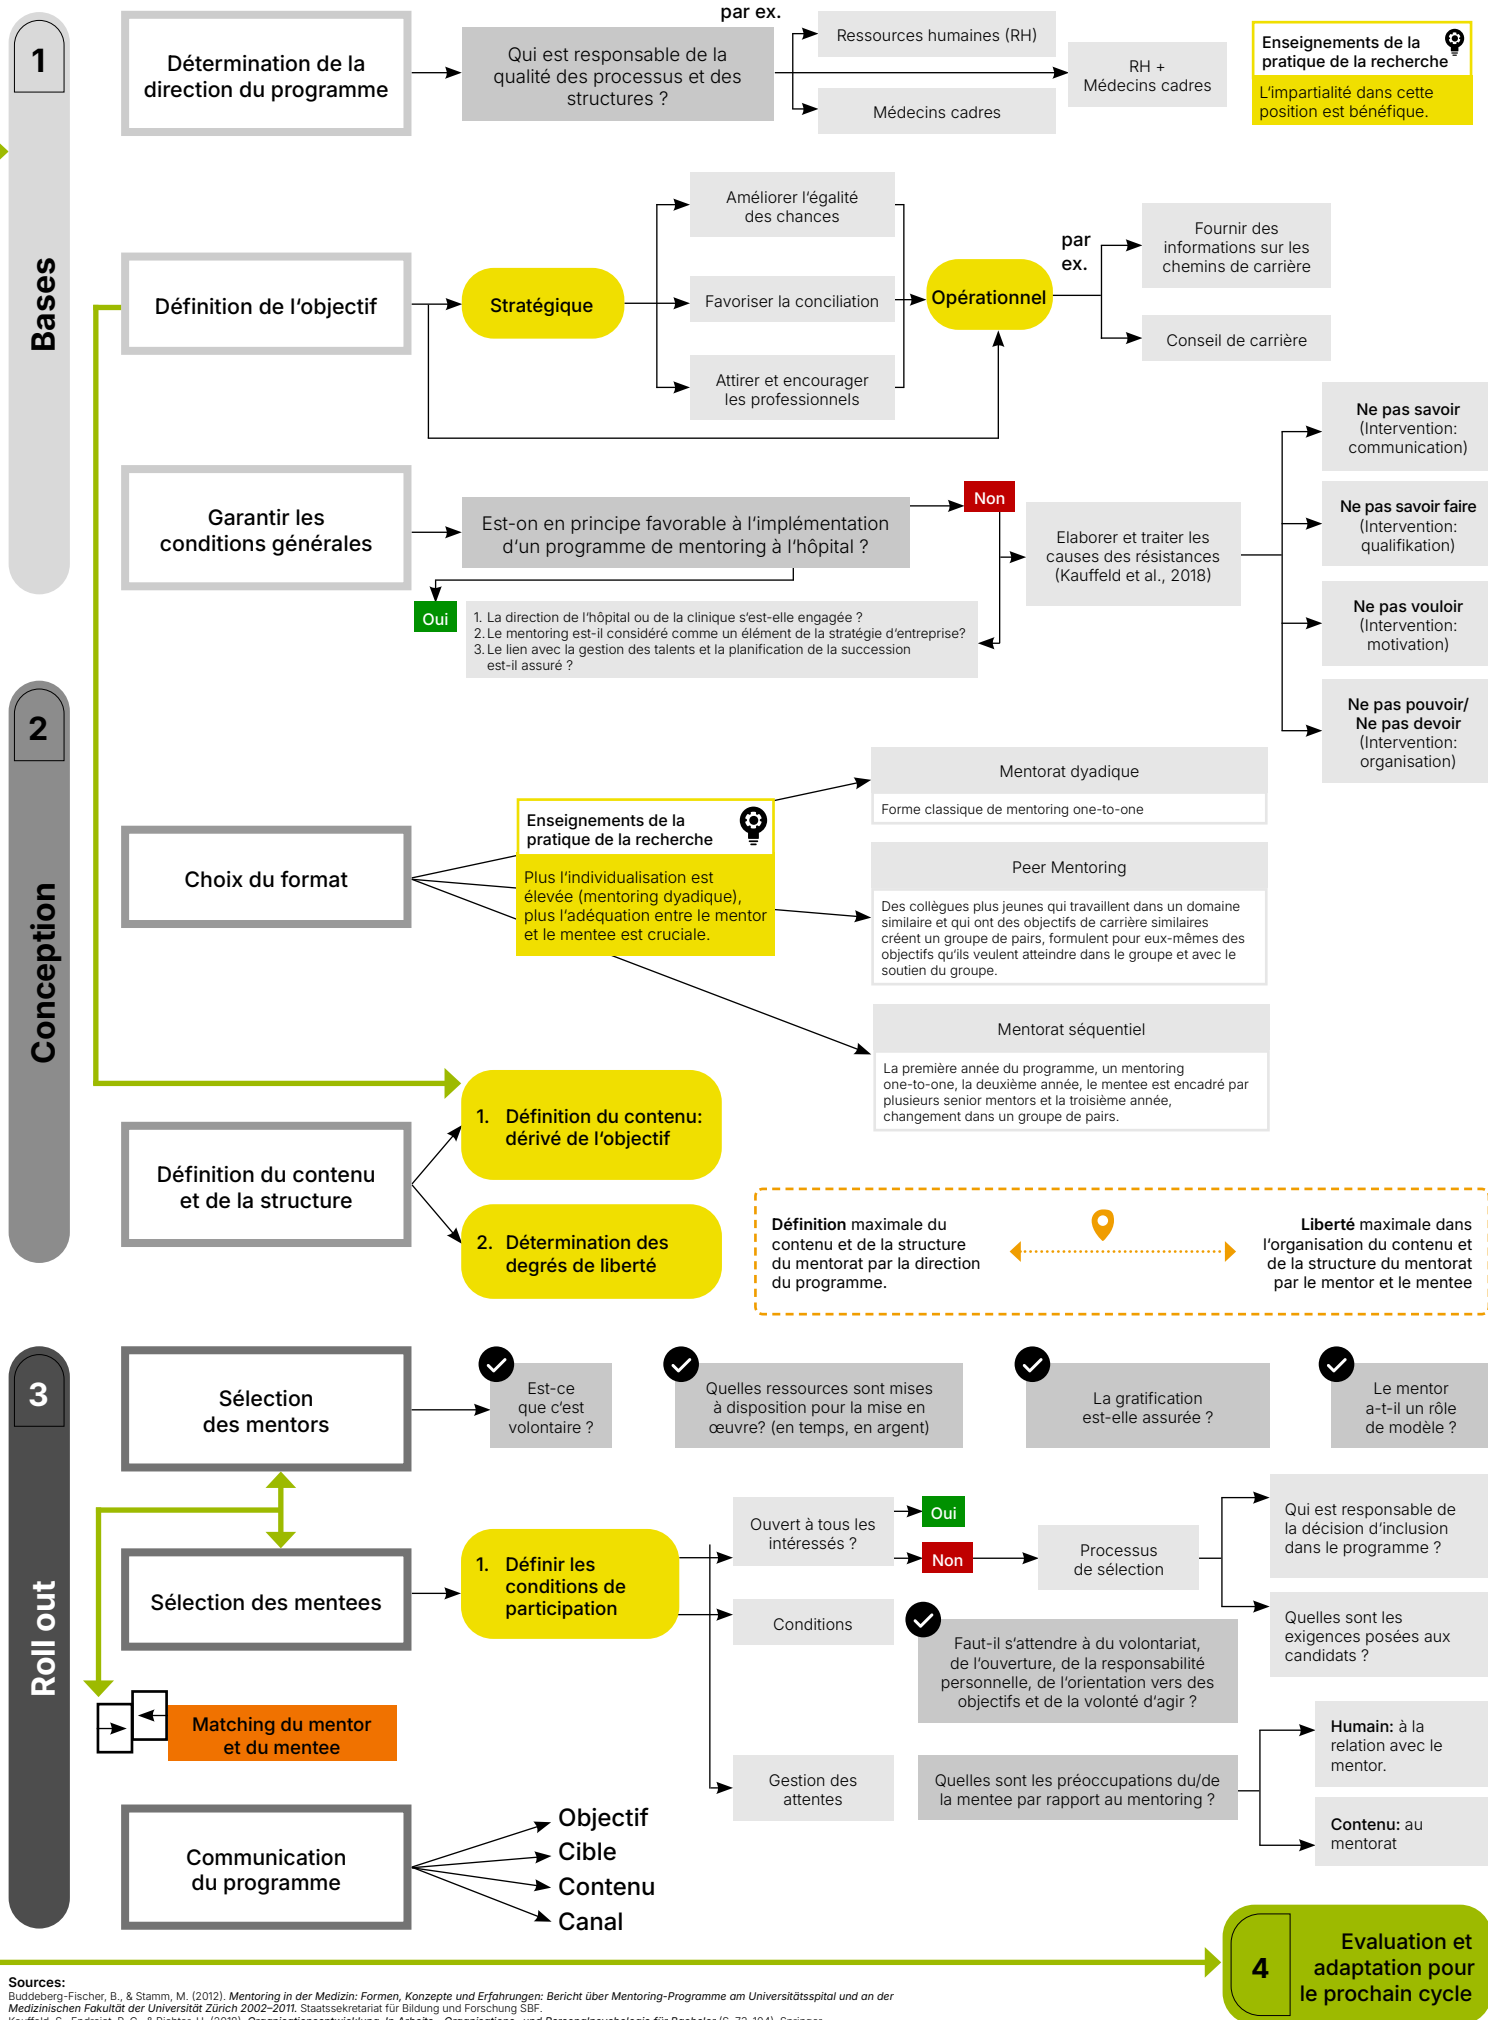 1
Bases
Détermination de la
direction du programme
Qui est responsable de la
qualité des processus et des
structures ?
par ex.
Ressources humaines (RH)
Médecins cadres
RH +
Médecins cadres
Enseignements de la
pratique de la recherche
L‘impartialité dans cette
position est bénéfique.
Définition de l‘objectif
Stratégique
Améliorer l‘égalité
des chances
Favoriser la conciliation
Attirer et encourager
les professionnels
Opérationnel
par
ex.
Fournir des
informations sur les
chemins de carrière
Conseil de carrière
Garantir les
conditions générales
Est-on en principe favorable à l‘implémentation
d‘un programme de mentoring à l‘hôpital ?
Non
Oui
1. La direction de l‘hôpital ou de la clinique s‘est-elle engagée ?
2. Le mentoring est-il considéré comme un élément de la stratégie d‘entreprise?
3. Le lien avec la gestion des talents et la planification de la succession
est-il assuré ?
Elaborer et traiter les
causes des résistances
(Kauffeld et al., 2018)
Ne pas savoir
(Intervention:
communication)
Ne pas savoir faire
(Intervention:
qualifikation)
Ne pas vouloir
(Intervention:
motivation)
Ne pas pouvoir/
Ne pas devoir
(Intervention:
organisation)
2
Conception
Choix du format
Enseignements de la
pratique de la recherche
Plus l‘individualisation est
élevée (mentoring dyadique),
plus l‘adéquation entre le mentor
et le mentee est cruciale.
Mentorat dyadique
Forme classique de mentoring one-to-one
Peer Mentoring
Des collègues plus jeunes qui travaillent dans un domaine
similaire et qui ont des objectifs de carrière similaires
créent un groupe de pairs, formulent pour eux-mêmes des
objectifs qu‘ils veulent atteindre dans le groupe et avec le
soutien du groupe.
Mentorat séquentiel
La première année du programme, un mentoring
one-to-one, la deuxième année, le mentee est encadré par
plusieurs senior mentors et la troisième année,
changement dans un groupe de pairs.
Définition du contenu
et de la structure
1. Définition du contenu:
dérivé de l‘objectif
2. Détermination des
degrés de liberté
Définition maximale du
contenu et de la structure
du mentorat par la direction
du programme.
Liberté maximale dans
l‘organisation du contenu et
de la structure du mentorat
par le mentor et le mentee
3
Roll out
Sélection
des mentors
Est-ce
que c‘est
volontaire ?
Quelles ressources sont mises
à disposition pour la mise en
œuvre? (en temps, en argent)
La gratification
est-elle assurée ?
Le mentor
a-t-il un rôle
de modèle ?
Sélection des mentees
1. Définir les
conditions de
participation
Ouvert à tous les
intéressés ?
Oui
Non
Processus
de sélection
Qui est responsable de
la décision d‘inclusion
dans le programme ?
Quelles sont les
exigences posées aux
candidats ?
Conditions
Faut-il s‘attendre à du volontariat,
de l‘ouverture, de la responsabilité
personnelle, de l‘orientation vers des
objectifs et de la volonté d‘agir ?
Gestion des
attentes
Quelles sont les préoccupations du/de
la mentee par rapport au mentoring ?
Humain: à la
relation avec le
mentor.
Contenu: au
mentorat
Matching du mentor
et du mentee
Communication
du programme
Objectif
Cible
Contenu
Canal
4
Evaluation et
adaptation pour
le prochain cycle
Sources:
Buddeberg-Fischer, B., & Stamm, M. (2012). Mentoring in der Medizin: Formen, Konzepte und Erfahrungen: Bericht über Mentoring-Programme am Universitätsspital und an der
Medizinischen Fakultät der Universität Zürich 2002–2011. Staatssekretariat für Bildung und Forschung SBF.